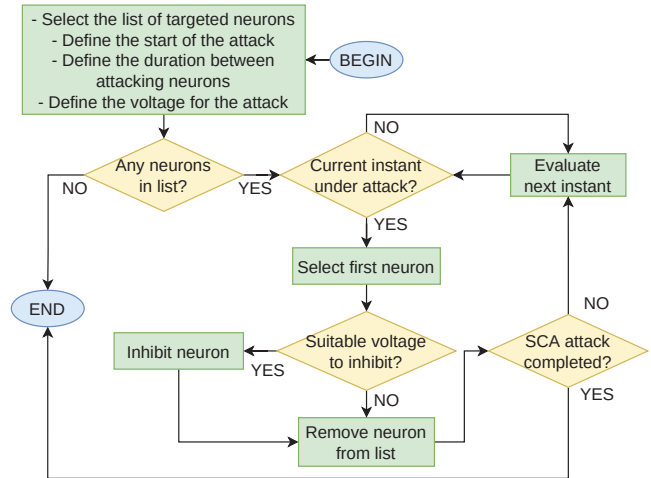 - Select the list of targeted neurons
- Define the start of the attack
- Define the duration between
attacking neurons
- Define the voltage for the attack
BEGIN
NO
Any neurons
in list?
YES
Current instant
under attack?
Evaluate
next instant
NO
YES
Select first neuron
END
NO
Inhibit neuron
YES
Suitable voltage
to inhibit?
SCA attack
completed?
NO
YES
Remove neuron
from list